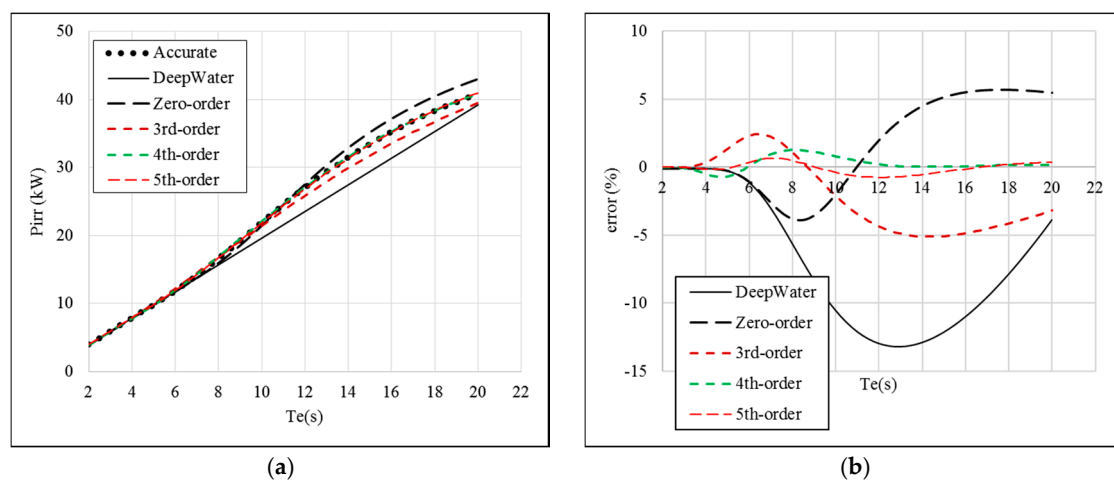 50
40
30
20
10
0
Pirr (kW)
Accurate
DeepWater
Zero-order
3rd-order
4th-order
5th-order
2 4 6 8 10 12 14 16 18 20 22
Te(s)
(a)
10
5
0
-5
-10
-15
error (%)
2 4 6 8 10 12 14 16 18 20 22
DeepWater
Zero-order
3rd-order
4th-order
5th-order
Te(s)
(b)